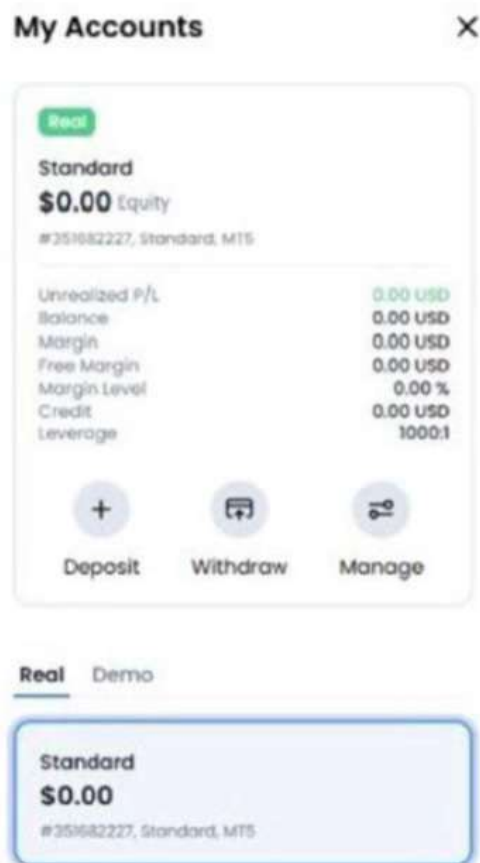 My Accounts
Real
Standard
$0.00 Equity
#351682227, Standard, MT5
Unrealized P/L 0.00 USD
Balance 0.00 USD
Margin 0.00 USD
Free Margin 0.00 USD
Margin Level 0.00 %
Credit 0.00 USD
Leverage 1000:1
Deposit Withdraw Manage
Real Demo
Standard
$0.00
#351682227, Standard, MT5